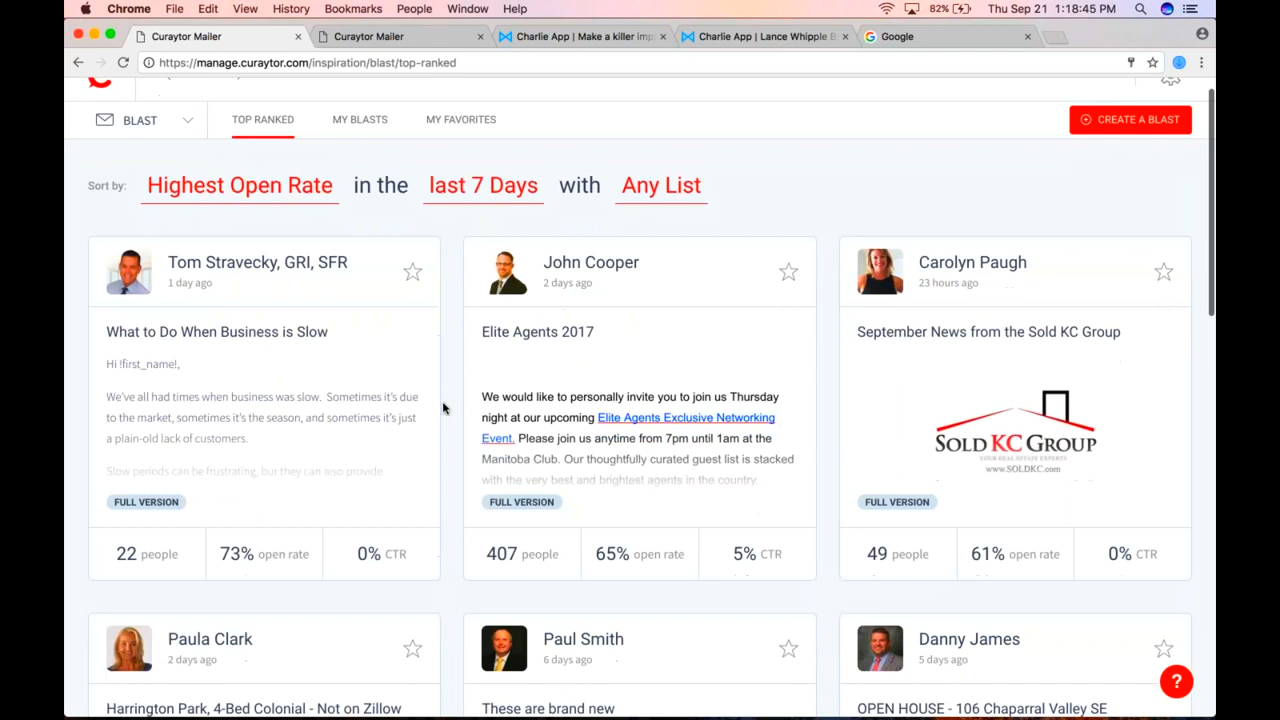 Chrome File Edit View History Bookmarks People Window Help 82% Thu Sep 21 1:18:45 PM
Curaytor Mailer Curaytor Mailer Charlie App | Make a killer imp Charlie App | Lance Whipple B Google
https://manage.curaytor.com/inspiration/blast/top-ranked
BLAST TOP RANKED MY BLASTS MY FAVORITES CREATE A BLAST
Sort by: Highest Open Rate in the last 7 Days with Any List
Tom Stravecky, GRI, SFR
1 day ago
What to Do When Business is Slow
Hi !first_name!,
We've all had times when business was slow. Sometimes it's due
to the market, sometimes it's the season, and sometimes it's just
a plain-old lack of customers.
Slow periods can be frustrating, but they can also provide
FULL VERSION
22 people 73% open rate 0% CTR
John Cooper
2 days ago
Elite Agents 2017
We would like to personally invite you to join us Thursday
night at our upcoming Elite Agents Exclusive Networking
Event. Please join us anytime from 7pm until 1am at the
Manitoba Club. Our thoughtfully curated guest list is stacked
with the very best and brightest agents in the country.
FULL VERSION
407 people 65% open rate 5% CTR
Carolyn Paugh
23 hours ago
September News from the Sold KC Group
SOLD KC GROUP
YOUR REAL ESTATE EXPERTS
www.SOLDKC.com
FULL VERSION
49 people 61% open rate 0% CTR
Paula Clark
2 days ago
Harrington Park, 4-Bed Colonial - Not on Zillow
Paul Smith
6 days ago
These are brand new
Danny James
5 days ago
OPEN HOUSE - 106 Chaparral Valley SE
?